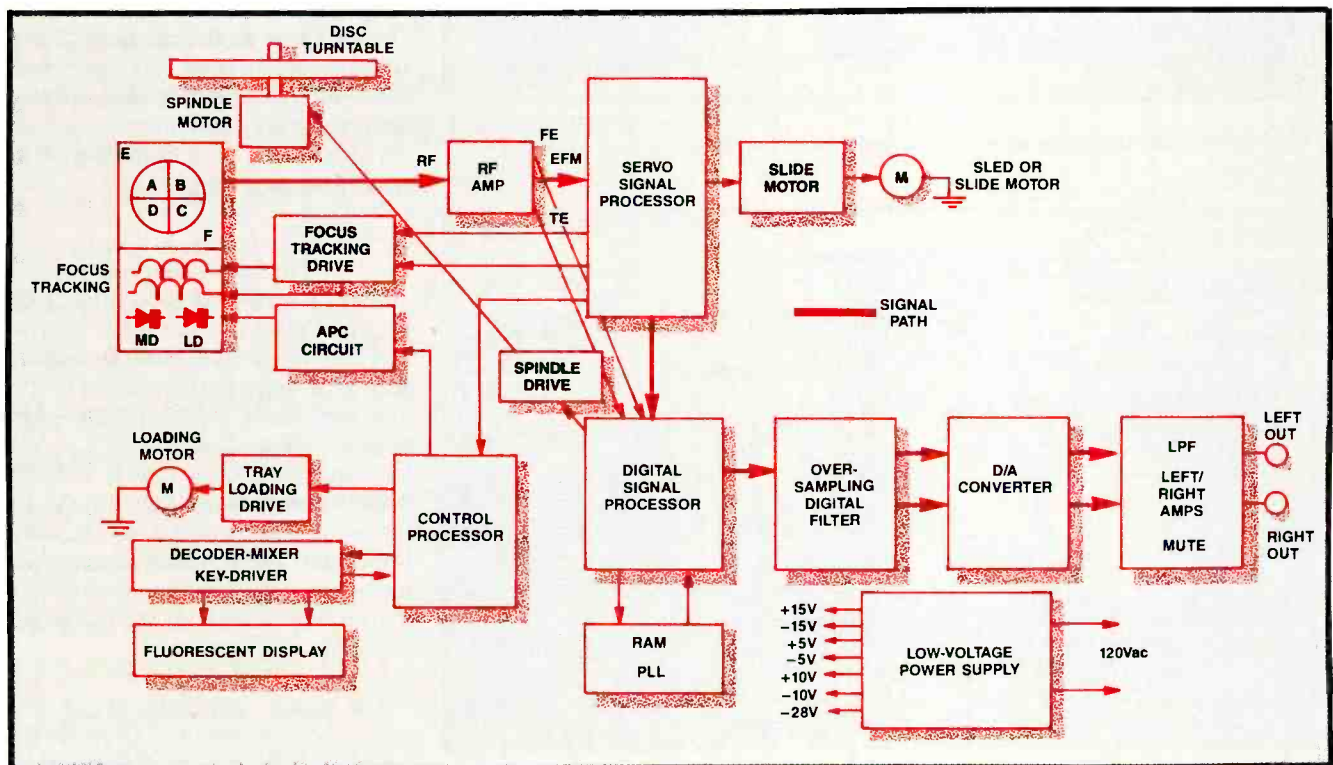 DISC
TURNTABLE
SPINDLE
MOTOR
E
A
B
D
C
F
FOCUS
TRACKING
MD
LD
RF
RF
AMP
FE
EFM
TE
FOCUS
TRACKING
DRIVE
APC
CIRCUIT
SERVO
SIGNAL
PROCESSOR
SLIDE
MOTOR
M
SLED OR
SLIDE MOTOR
SIGNAL
PATH
SPINDLE
DRIVE
LOADING
MOTOR
M
TRAY
LOADING
DRIVE
CONTROL
PROCESSOR
DECODER-MIXER
KEY-DRIVER
FLUORESCENT DISPLAY
DIGITAL
SIGNAL
PROCESSOR
RAM
PLL
OVER-
SAMPLING
DIGITAL
FILTER
D/A
CONVERTER
LPF
LEFT/
RIGHT
AMPS
MUTE
LEFT
OUT
RIGHT
OUT
+15V
−15V
+5V
−5V
+10V
−10V
−28V
LOW-VOLTAGE
POWER SUPPLY
120Vac